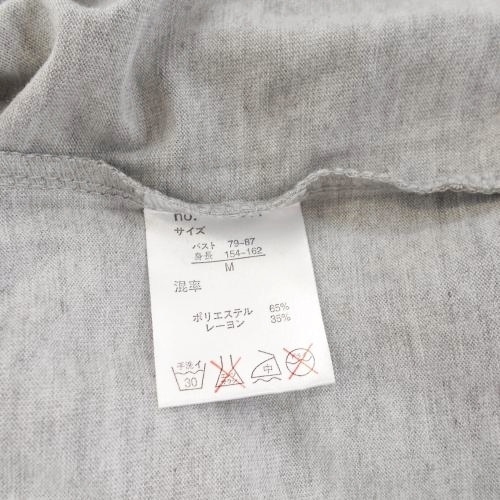 no.
サイズ
バスト 79-87
身長 154-162
M
混率
ポリエステル 65%
レーヨン 35%
手洗イ
30
中